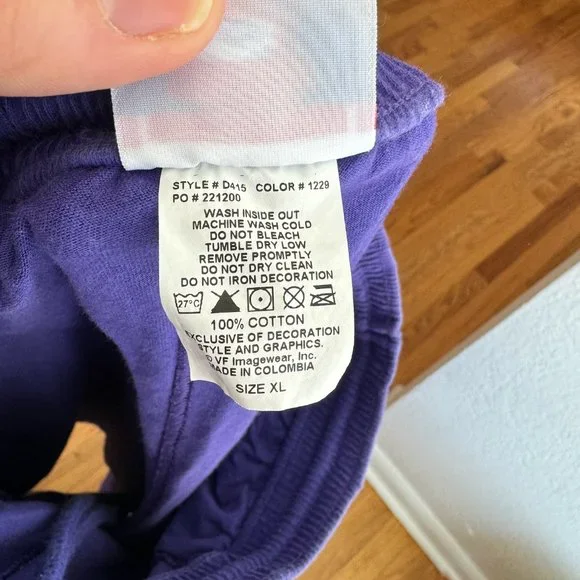 STYLE # D415 COLOR # 1229
PO # 221200
WASH INSIDE OUT
MACHINE WASH COLD
DO NOT BLEACH
TUMBLE DRY LOW
REMOVE PROMPTLY
DO NOT DRY CLEAN
DO NOT IRON DECORATION
27°C
100% COTTON
EXCLUSIVE OF DECORATION
STYLE AND GRAPHICS.
© VF Imagewear, Inc.
MADE IN COLOMBIA
SIZE XL